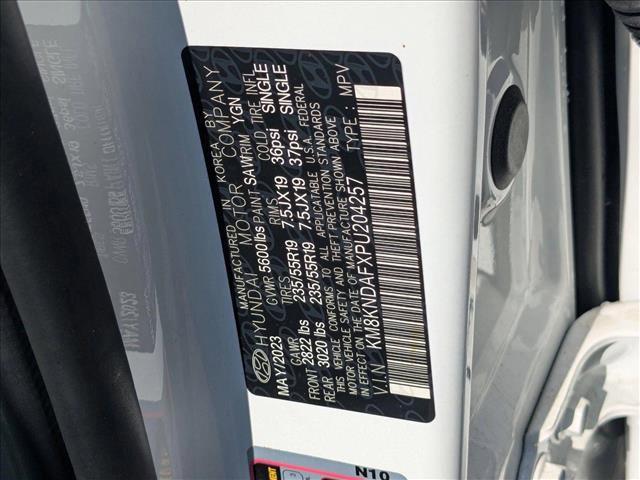 MANUFACTURED IN KOREA BY
HYUNDAI MOTOR COMPANY
MAY/2023 GVWR 5600lbs PAINT SAW TRIM YGN
GAWR TIRES RIMS COLD TIRE INFL
FRONT 2822 lbs 235/55R19 7.5JX19 36psi SINGLE
REAR 3020 lbs 235/55R19 7.5JX19 37psi SINGLE
THIS VEHICLE CONFORMS TO ALL APPLICABLE U.S.A. FEDERAL
MOTOR VEHICLE SAFETY AND THEFT PREVENTION STANDARDS
IN EFFECT ON THE DATE OF MANUFACTURE SHOWN ABOVE
V.I.N : KM8KNDAFXPU204257 TYPE : MPV
N10